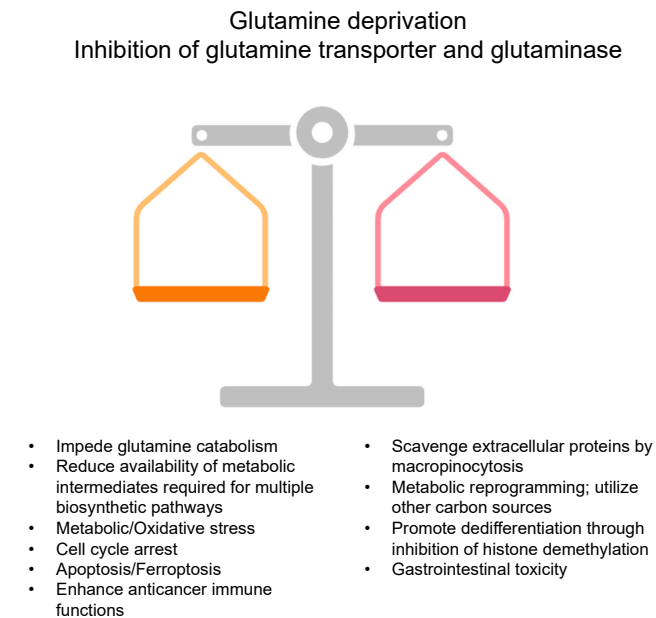 Glutamine deprivation
Inhibition of glutamine transporter and glutaminase
• Impede glutamine catabolism
• Reduce availability of metabolic
intermediates required for multiple
biosynthetic pathways
• Metabolic/Oxidative stress
• Cell cycle arrest
• Apoptosis/Ferroptosis
• Enhance anticancer immune
functions
• Scavenge extracellular proteins by
macropinocytosis
• Metabolic reprogramming; utilize
other carbon sources
• Promote dedifferentiation through
inhibition of histone demethylation
• Gastrointestinal toxicity